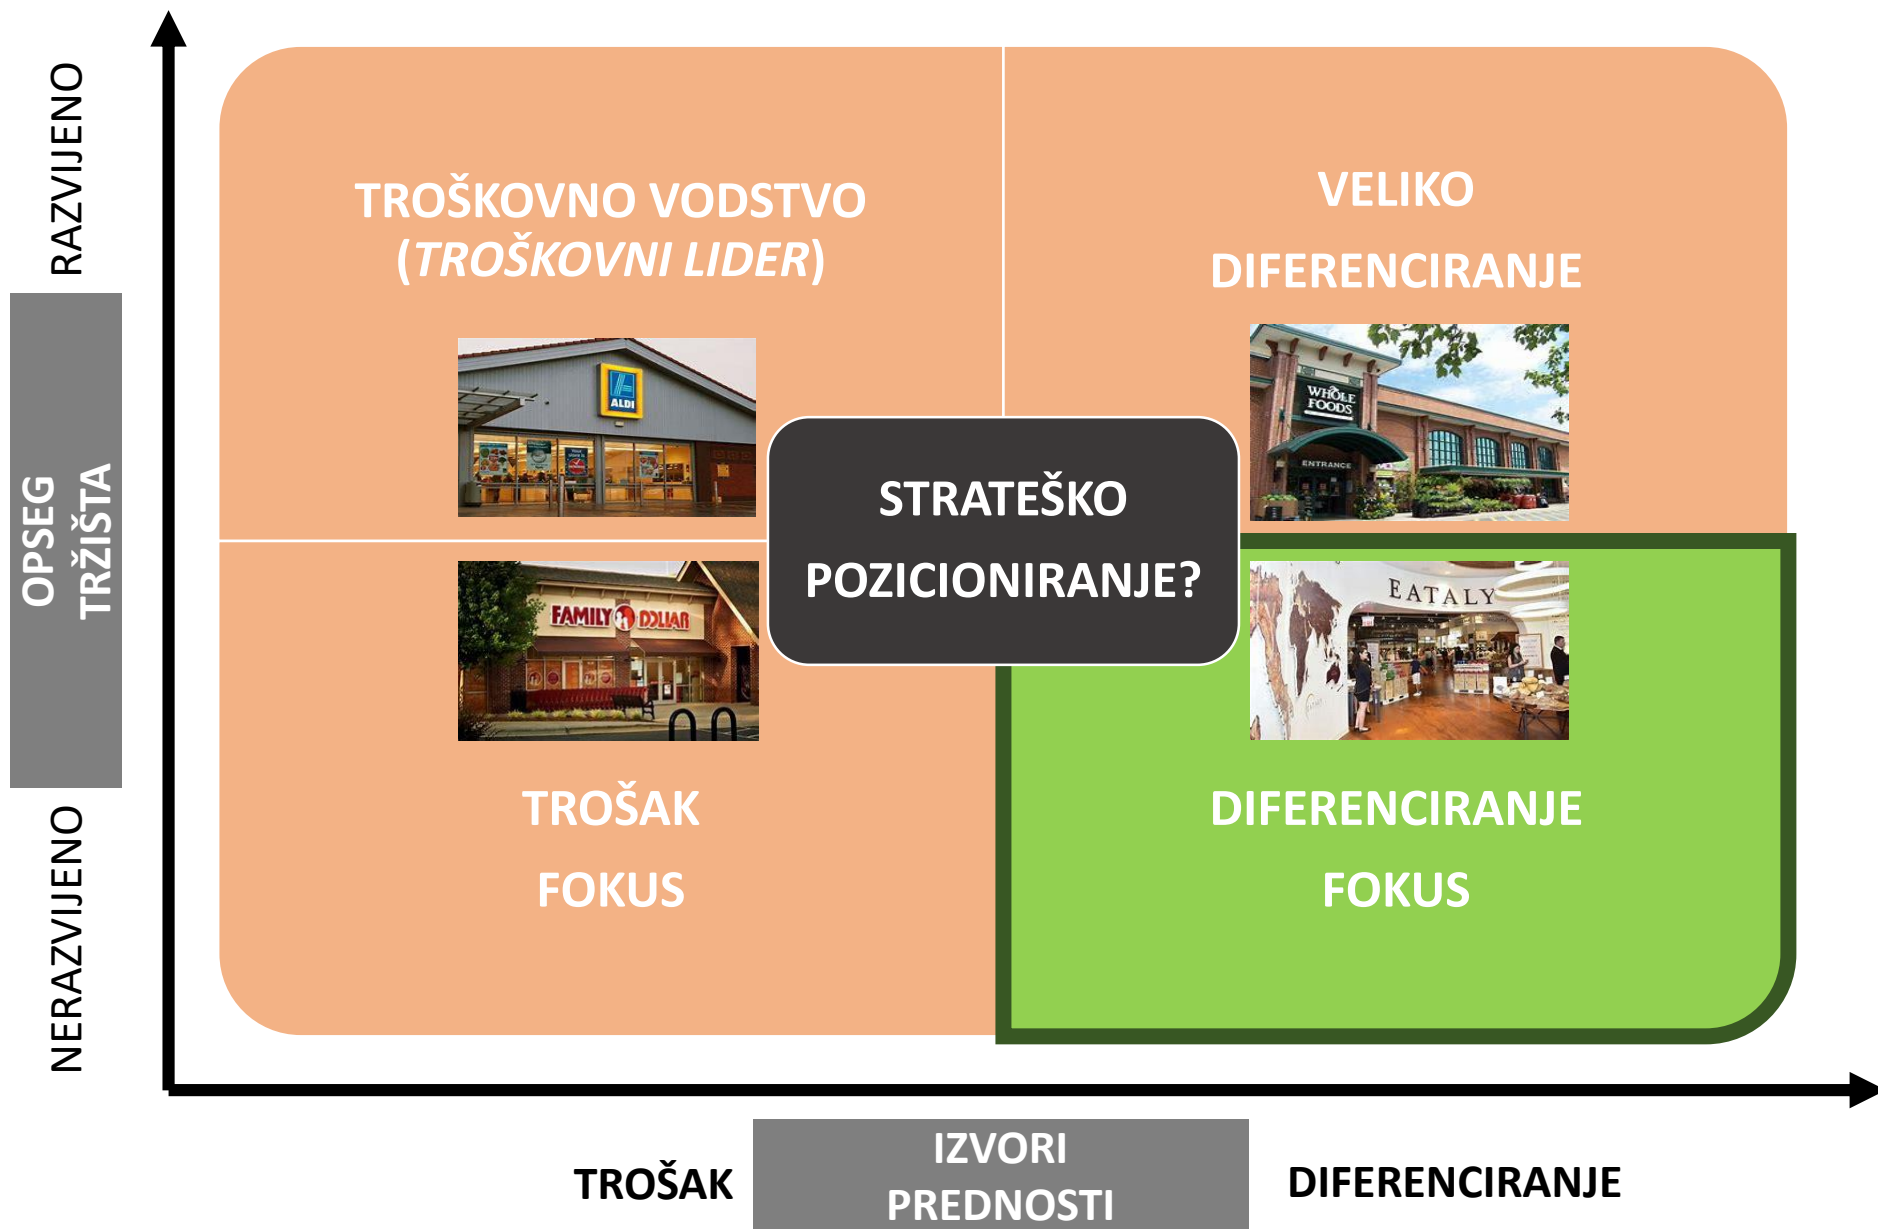 RAZVIJENO
OPSEG
TRŽIŠTA
NERAZVIJENO
TROŠKOVNO VODSTVO
(TROŠKOVNI LIDER)
ALDI
VELIKO
DIFERENCIRANJE
WHOLE
FOODS
ENTRANCE
STRATEŠKO
POZICIONIRANJE?
FAMILY DOLLAR
TROŠAK
FOKUS
EATALY
DIFERENCIRANJE
FOKUS
TROŠAK
IZVORI
PREDNOSTI
DIFERENCIRANJE